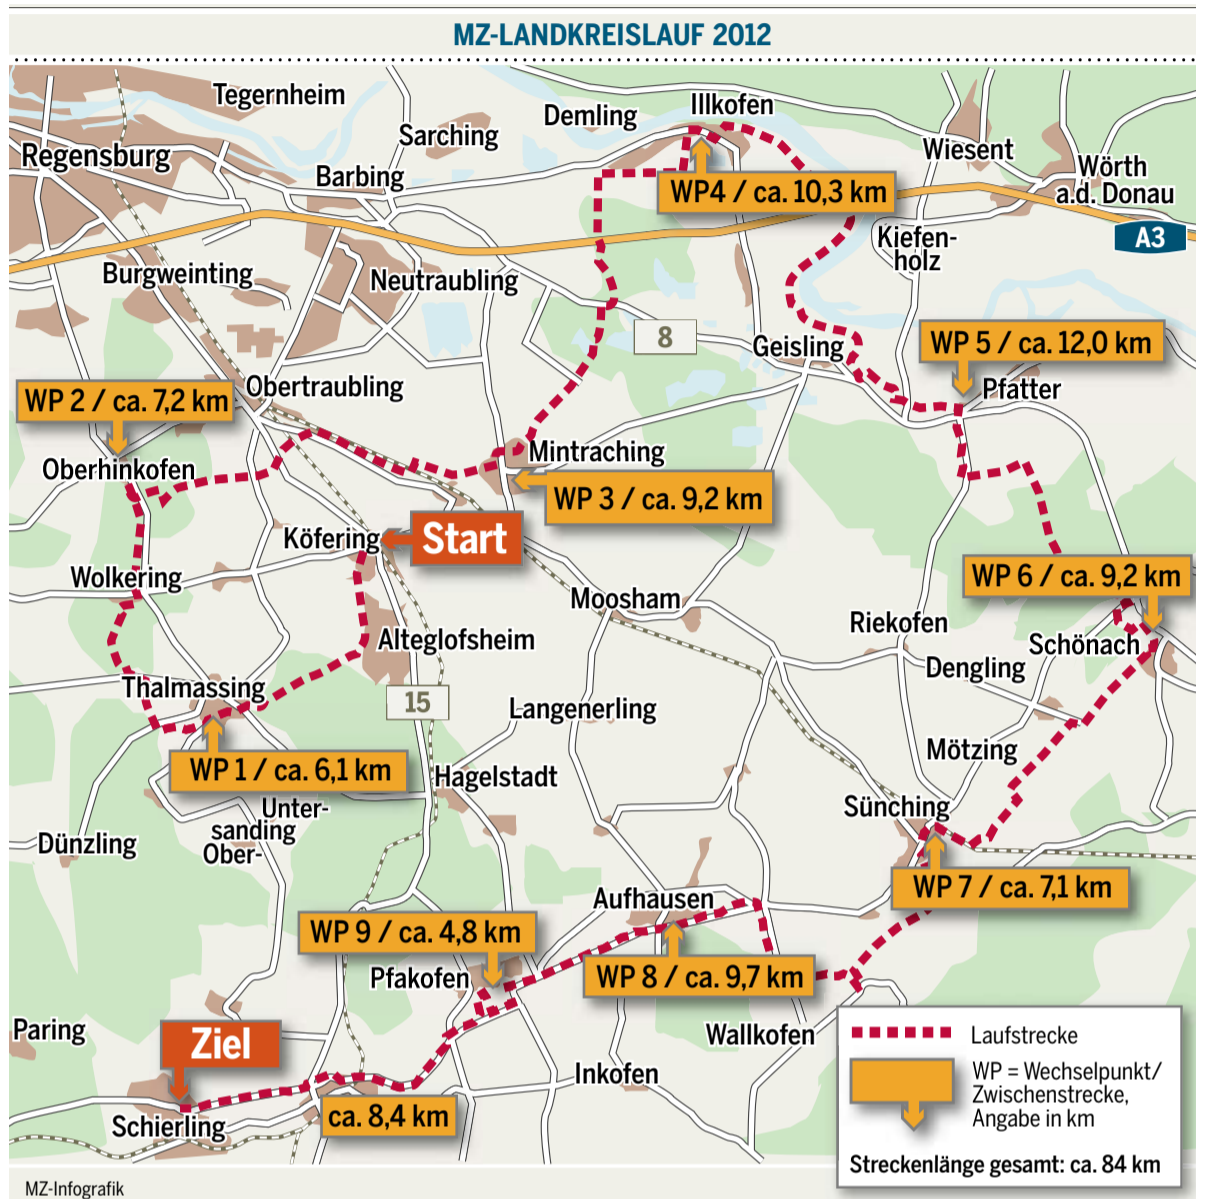 MZ-LANDKREISLAUF 2012
Tegernheim
Illkofen
Demling
Sarching
Regensburg
Wiesent
Barbing
Wörth
a.d. Donau
WP4 / ca. 10,3 km
A3
Kiefen-
holz
Burgweinting
Neutraubling
8
Geisling
WP 5 / ca. 12,0 km
Pfatter
Obertraubling
WP 2 / ca. 7,2 km
Oberhinkofen
Mintraching
WP 3 / ca. 9,2 km
Köfering
Start
Wolkering
WP 6 / ca. 9,2 km
Moosham
Riekofen
Schönach
Alteglofsheim
Dengling
Thalmassing
15
Langenerling
Mötzing
WP 1 / ca. 6,1 km
Hagelstadt
Sünching
Unter-
sanding
Ober-
Dünzling
WP 7 / ca. 7,1 km
Aufhausen
WP 9 / ca. 4,8 km
Pfakofen
WP 8 / ca. 9,7 km
Paring
Ziel
Wallkofen
Inkofen
ca. 8,4 km
Schierling
Laufstrecke
WP = Wechselpunkt/
Zwischenstrecke,
Angabe in km
Streckenlänge gesamt: ca. 84 km
MZ-Infografik